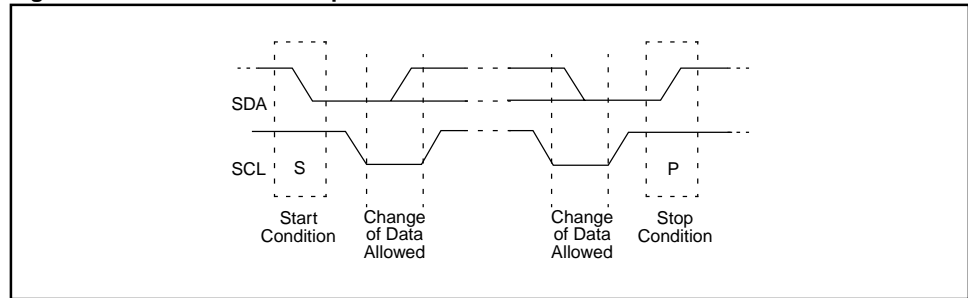 SDA
SCL
S
P
Start
Condition
Change
of Data
Allowed
Change
of Data
Allowed
Stop
Condition